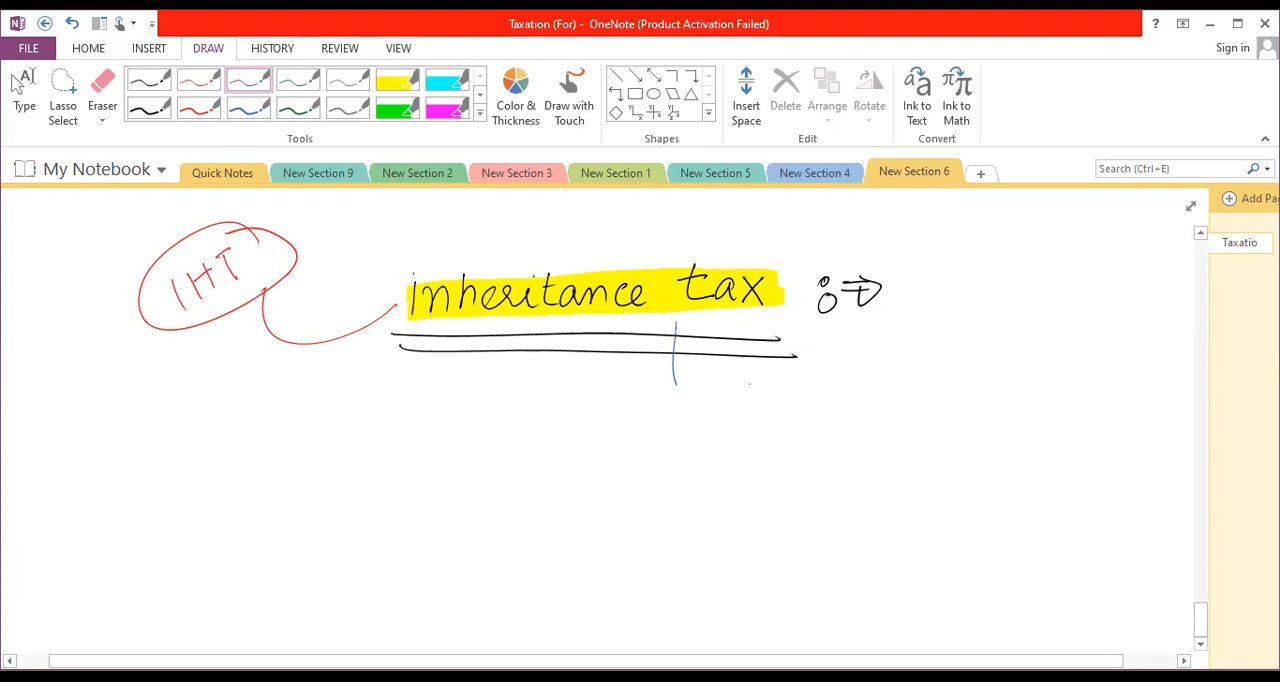 Taxation (For) - OneNote (Product Activation Failed)
?
Sign in
FILE HOME INSERT DRAW HISTORY REVIEW VIEW
Type
Lasso Select
Eraser
Color & Thickness
Draw with Touch
Insert Space
Delete
Arrange
Rotate
Ink to Text
Ink to Math
Tools
Shapes
Edit
Convert
My Notebook
Quick Notes
New Section 9
New Section 2
New Section 3
New Section 1
New Section 5
New Section 4
New Section 6
Search (Ctrl+E)
Add Pa
Taxatio
IHT
inheritance tax